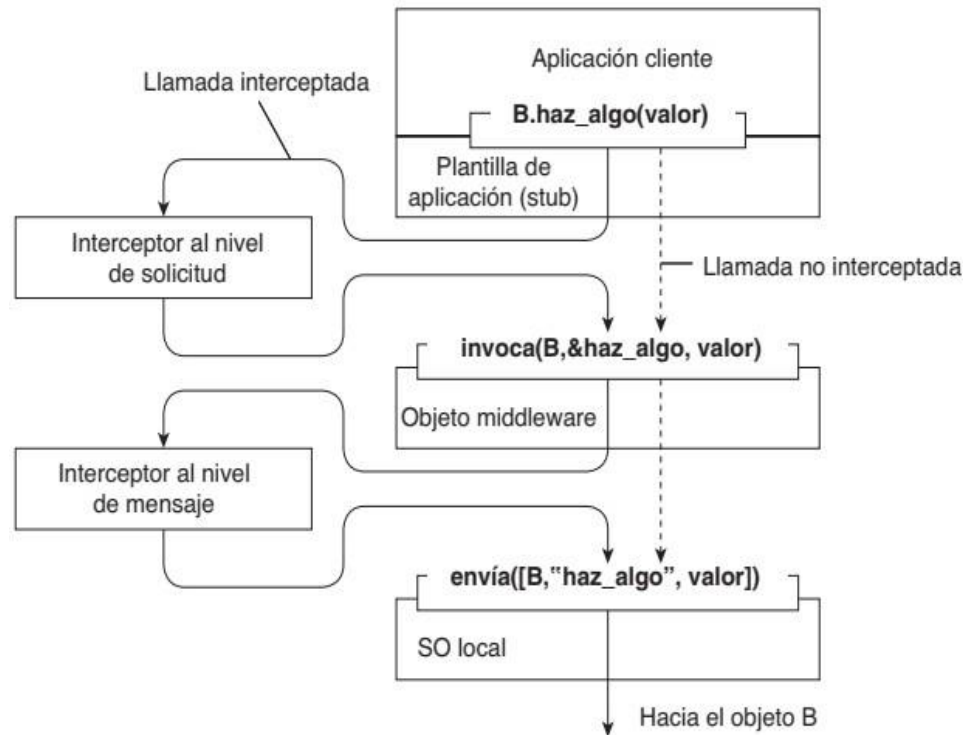 Aplicación cliente
Llamada interceptada
B.haz_algo(valor)
Plantilla de
aplicación (stub)
Interceptor al nivel
de solicitud
Llamada no interceptada
invoca(B,&haz_algo, valor)
Objeto middleware
Interceptor al nivel
de mensaje
envía([B,"haz_algo", valor])
SO local
Hacia el objeto B